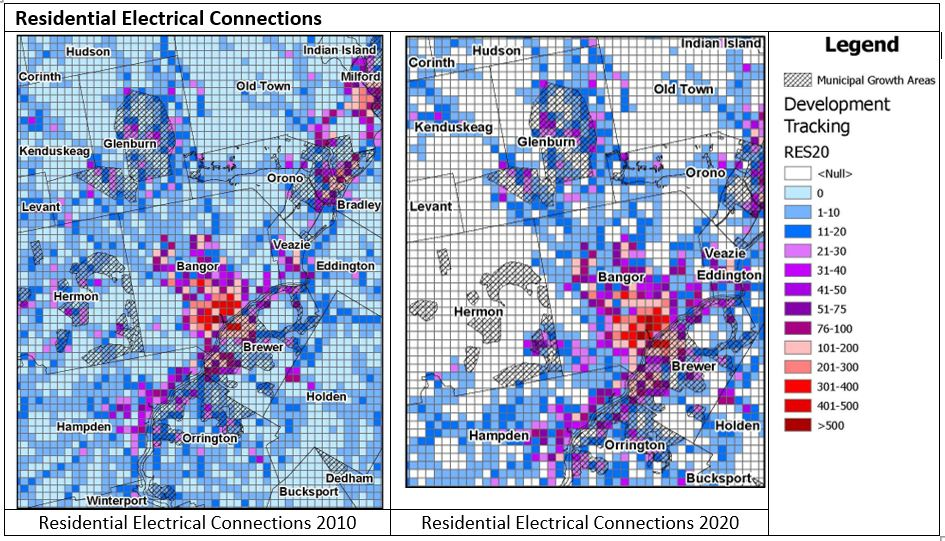 Residential Electrical Connections
Hudson
Indian Island
Corinth
Milford
Old Town
Glenburn
Kenduskeag
Orono
Levant
Bradley
Veazie
Bangor
Eddington
Hermon
Brewer
Holden
Hampden
Orrington
Dedham
Bucksport
Winterport
Residential Electrical Connections 2010
Indian Island
Hudson
Corinth
Old Town
Kenduskeag
Glenburn
Orono
Levant
Veazie
Bangor
Eddington
Hermon
Brewer
Holden
Hampden
Orrington
Bucksport
Residential Electrical Connections 2020
Legend
Municipal Growth Areas
Development
Tracking
RES20
<Null>
0
1-10
11-20
21-30
31-40
41-50
51-75
76-100
101-200
201-300
301-400
401-500
>500